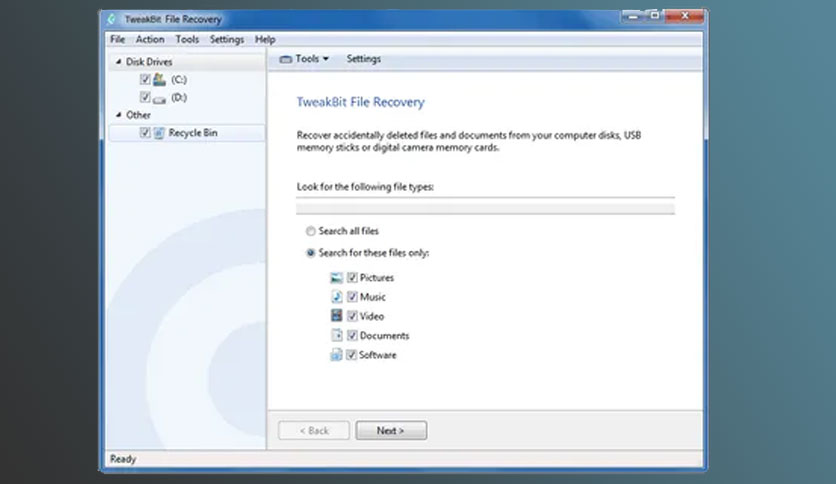 TweakBit File Recovery
File Action Tools Settings Help
Disk Drives
(C:)
(D:)
Other
Recycle Bin
Tools Settings
TweakBit File Recovery
Recover accidentally deleted files and documents from your computer disks, USB
memory sticks or digital camera memory cards.
Look for the following file types:
Search all files
Search for these files only:
Pictures
Music
Video
Documents
Software
< Back Next >
Ready